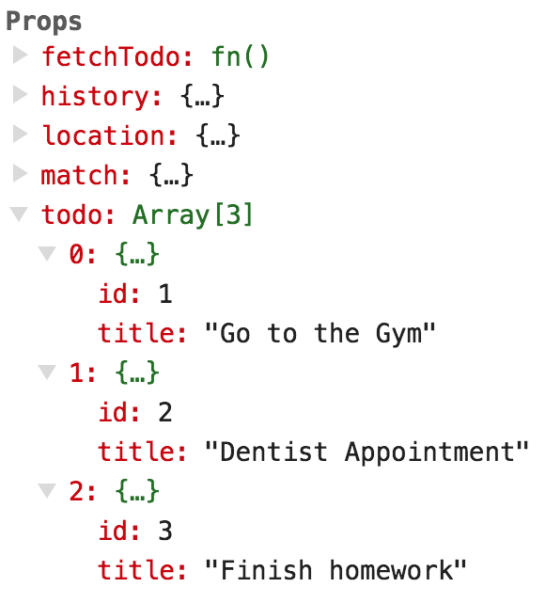 Props
fetchTodo: fn()
history: {…}
location: {…}
match: {…}
todo: Array[3]
0: {…}
id: 1
title: "Go to the Gym"
1: {…}
id: 2
title: "Dentist Appointment"
2: {…}
id: 3
title: "Finish homework"